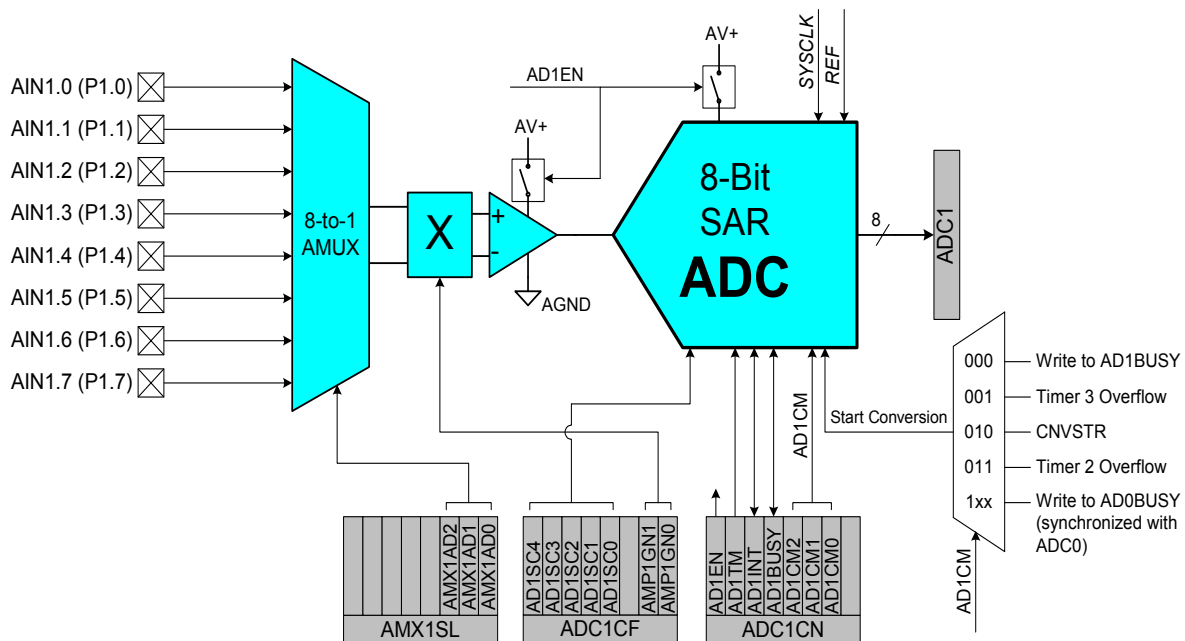 AIN1.0 (P1.0)
AIN1.1 (P1.1)
AIN1.2 (P1.2)
AIN1.3 (P1.3)
AIN1.4 (P1.4)
AIN1.5 (P1.5)
AIN1.6 (P1.6)
AIN1.7 (P1.7)
8-to-1
AMUX
X
+
-
AV+
AGND
AD1EN
AV+
SYSCLK
REF
8-Bit
SAR
ADC
8
ADC1
Start Conversion
AD1CM
000
Write to AD1BUSY
001
Timer 3 Overflow
010
CNVSTR
011
Timer 2 Overflow
1xx
Write to AD0BUSY
(synchronized with
ADC0)
AD1CM
AMX1AD2
AMX1AD1
AMX1AD0
AMX1SL
AD1SC4
AD1SC3
AD1SC2
AD1SC1
AD1SC0
AMP1GN1
AMP1GN0
ADC1CF
AD1EN
AD1TM
AD1INT
AD1BUSY
AD1CM2
AD1CM1
AD1CM0
ADC1CN